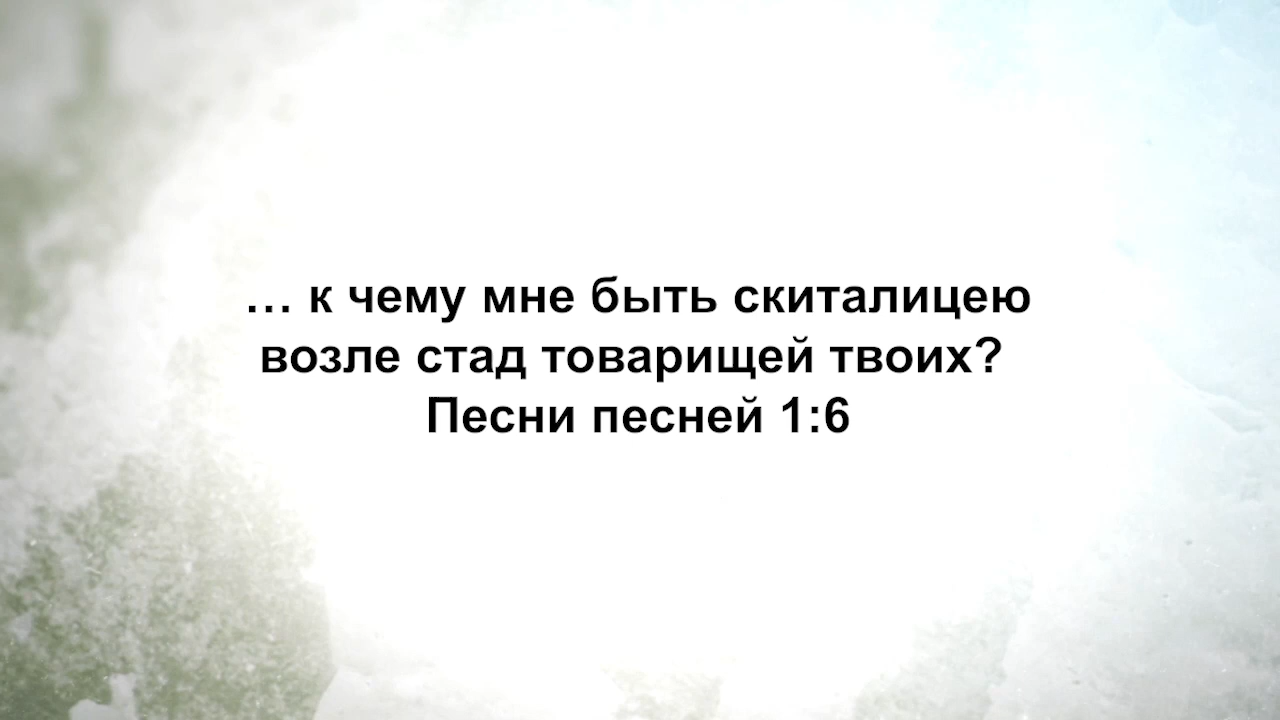 … к чему мне быть скиталицею
возле стад товарищей твоих?
Песни песней 1:6